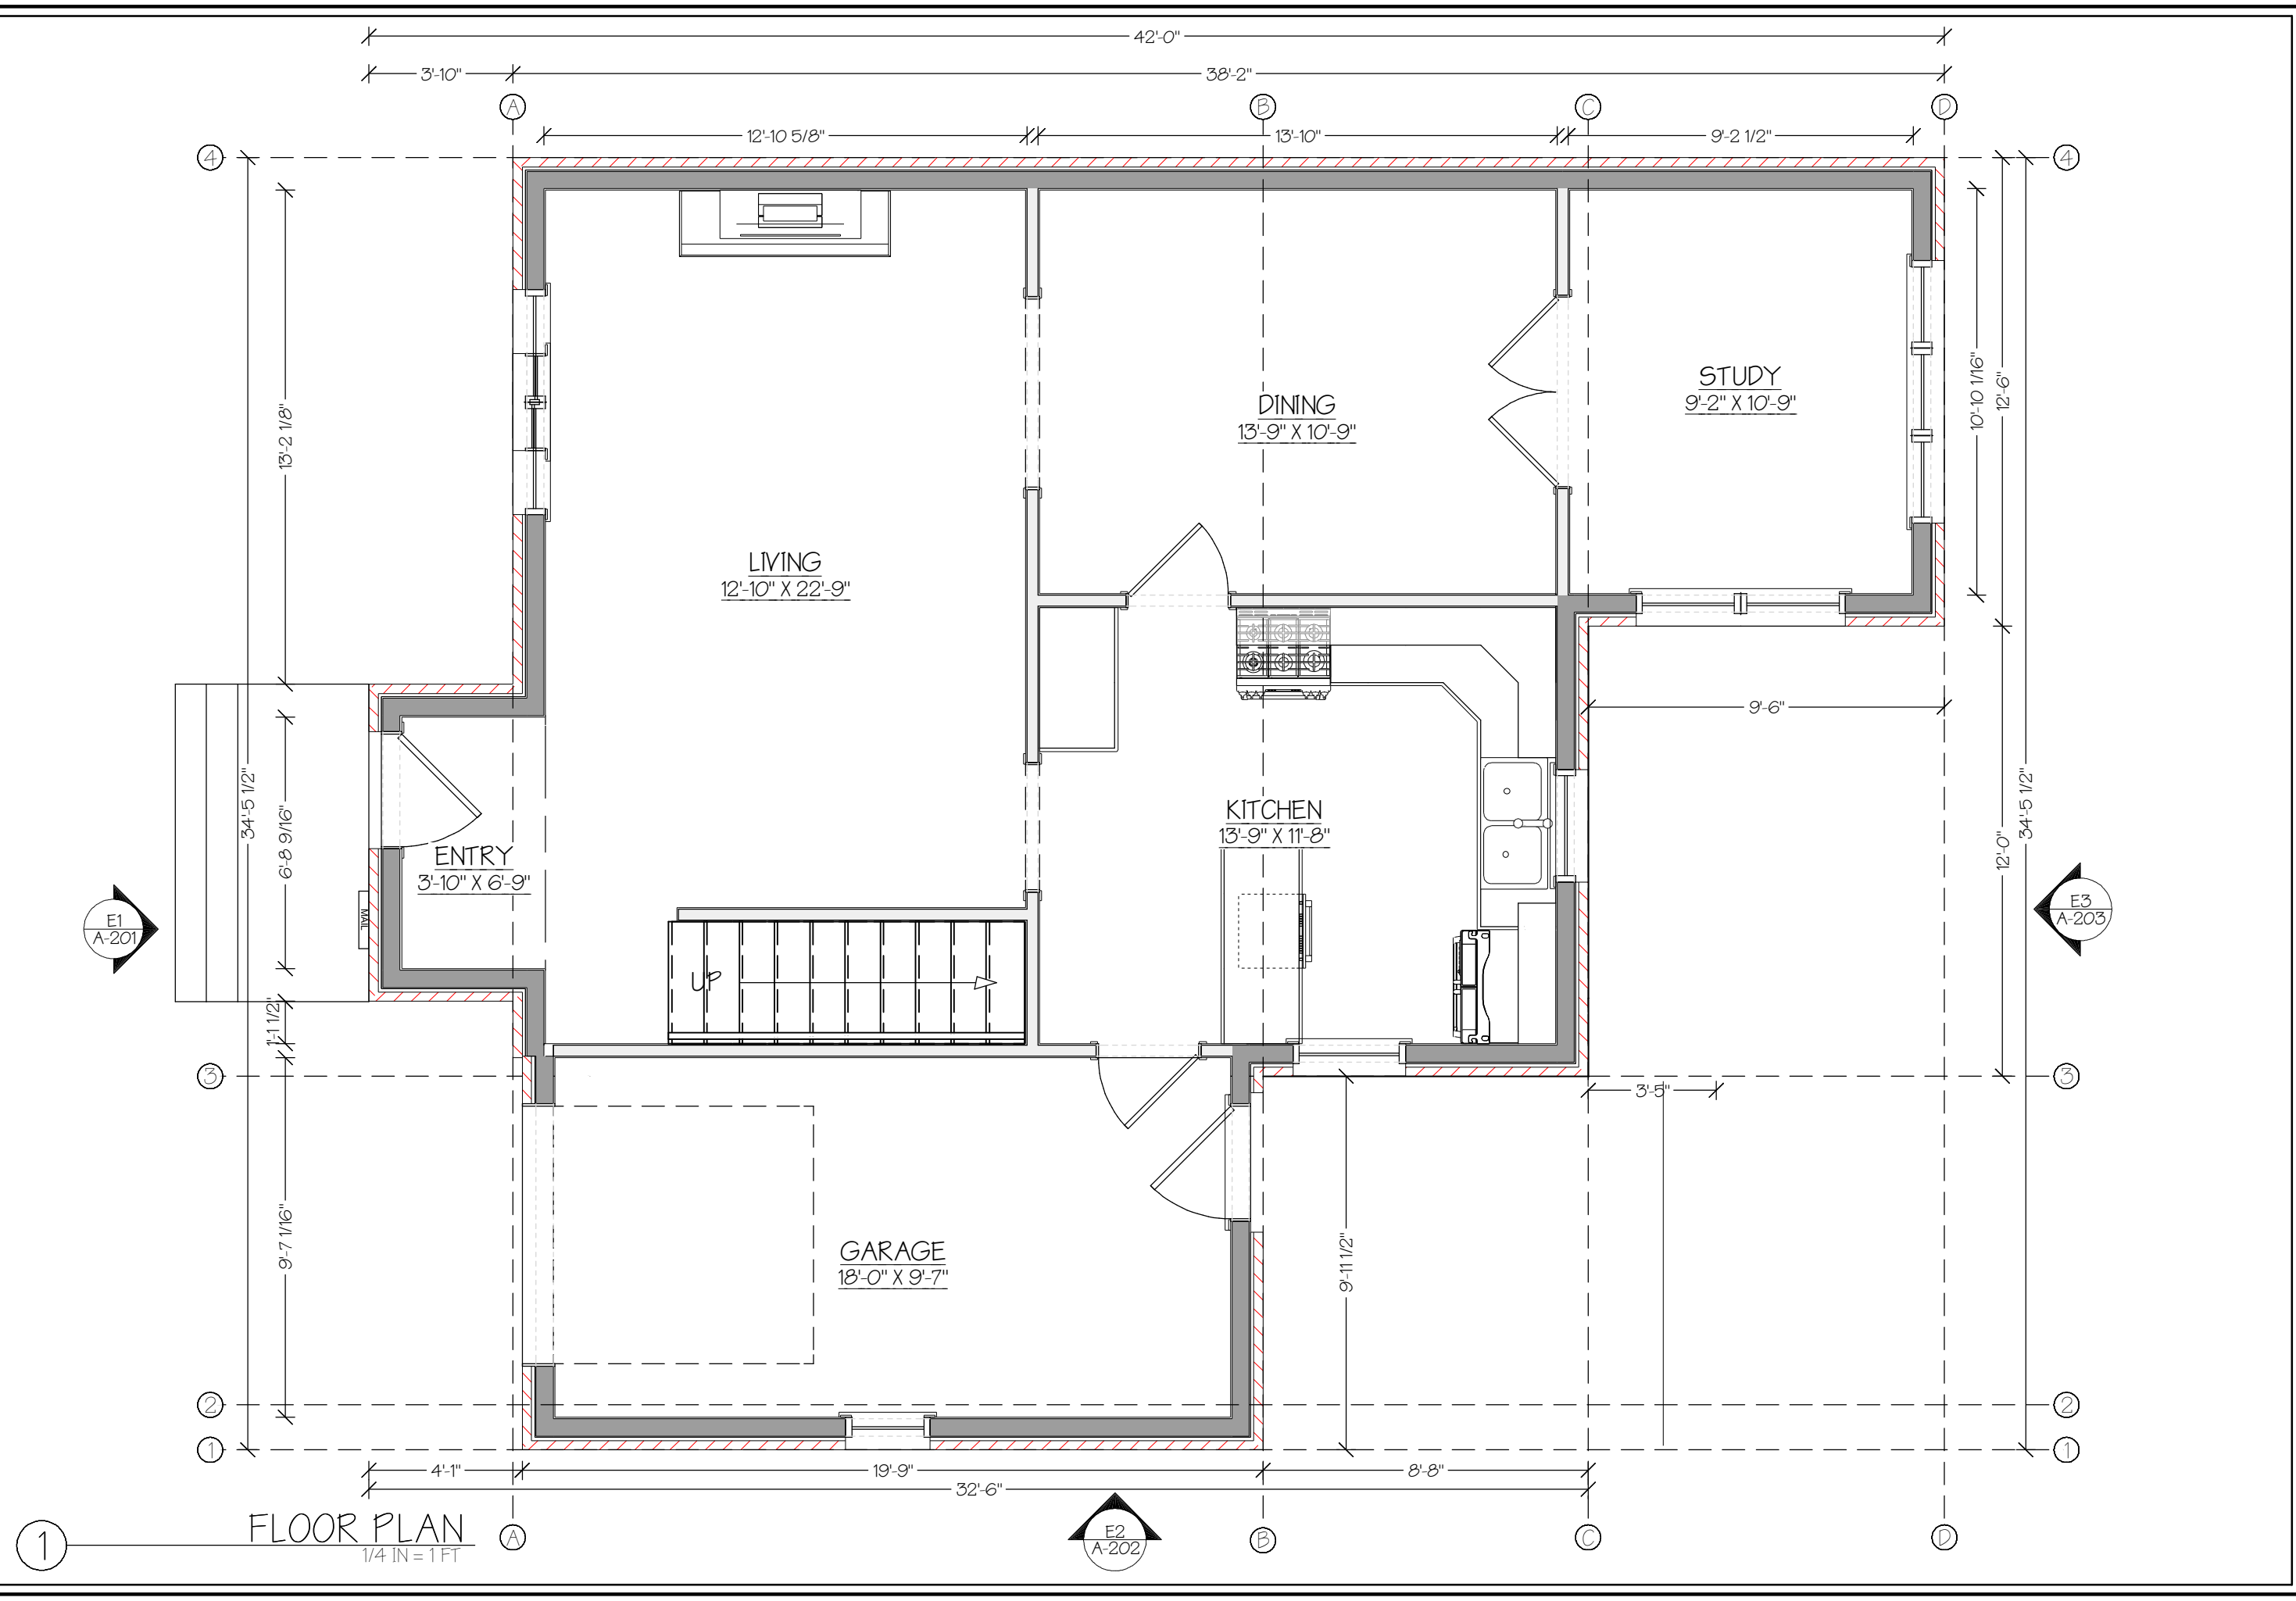 42'-0"
3'-10"
38'-2"
A
B
C
D
12'-10 5/8"
13'-10"
9'-2 1/2"
4
4
13'-2 1/8"
10'-10 1/16"
12'-6"
STUDY
9'-2" X 10'-9"
DINING
13'-9" X 10'-9"
LIVING
12'-10" X 22'-9"
9'-6"
34'-5 1/2"
6'-8 9/16"
KITCHEN
13'-9" X 11'-8"
34'-5 1/2"
12'-0"
ENTRY
3'-10" X 6'-9"
MAIL
E1
A-201
E3
A-203
UP
1'-1 1/2"
3
3
3'-5"
9'-7 1/16"
GARAGE
18'-0" X 9'-7"
9'-11 1/2"
2
2
1
1
4'-1"
19'-9"
8'-8"
32'-6"
1
FLOOR PLAN
1/4 IN = 1 FT
A
E2
A-202
B
C
D